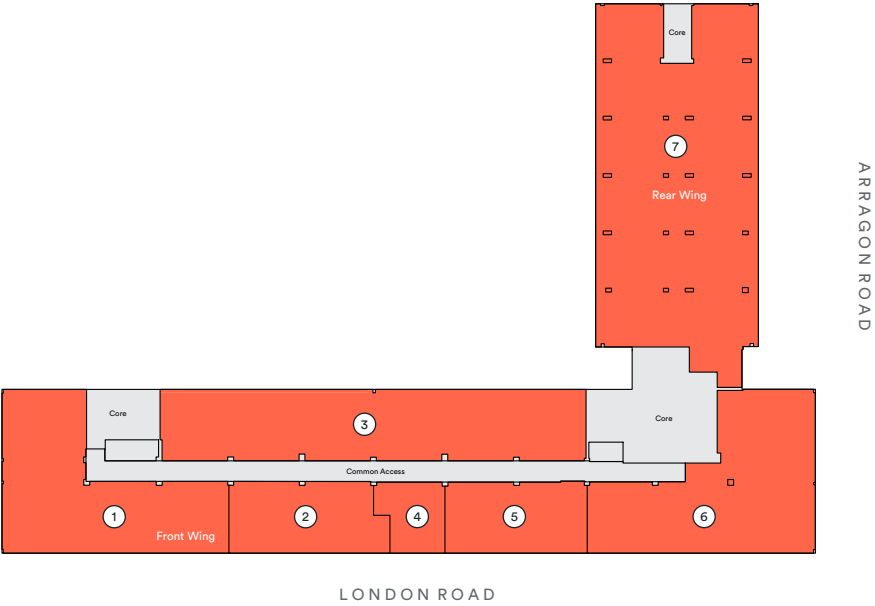 Core
7
Rear Wing
ARRAGON ROAD
Core
3
Core
Common Access
1
2
4
5
6
Front Wing
LONDON ROAD